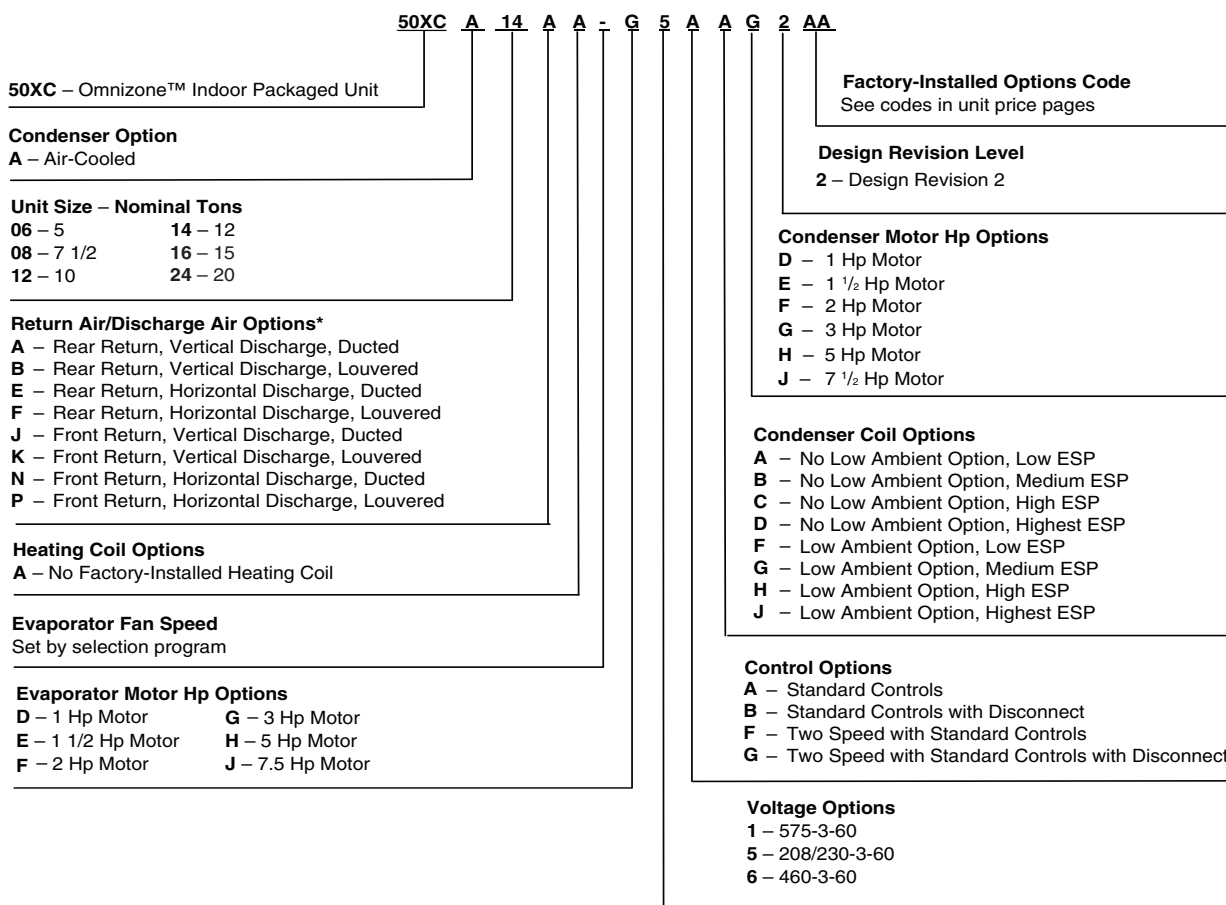 50XC A 14 A A - G 5 A A G 2 AA
50XC – Omnizone™ Indoor Packaged Unit
Condenser Option
A – Air-Cooled
Unit Size – Nominal Tons
06 – 5 14 – 12
08 – 7 1/2 16 – 15
12 – 10 24 – 20
Return Air/Discharge Air Options*
A – Rear Return, Vertical Discharge, Ducted
B – Rear Return, Vertical Discharge, Louvered
E – Rear Return, Horizontal Discharge, Ducted
F – Rear Return, Horizontal Discharge, Louvered
J – Front Return, Vertical Discharge, Ducted
K – Front Return, Vertical Discharge, Louvered
N – Front Return, Horizontal Discharge, Ducted
P – Front Return, Horizontal Discharge, Louvered
Heating Coil Options
A – No Factory-Installed Heating Coil
Evaporator Fan Speed
Set by selection program
Evaporator Motor Hp Options
D – 1 Hp Motor G – 3 Hp Motor
E – 1 1/2 Hp Motor H – 5 Hp Motor
F – 2 Hp Motor J – 7.5 Hp Motor
Factory-Installed Options Code
See codes in unit price pages
Design Revision Level
2 – Design Revision 2
Condenser Motor Hp Options
D – 1 Hp Motor
E – 1 1/2 Hp Motor
F – 2 Hp Motor
G – 3 Hp Motor
H – 5 Hp Motor
J – 7 1/2 Hp Motor
Condenser Coil Options
A – No Low Ambient Option, Low ESP
B – No Low Ambient Option, Medium ESP
C – No Low Ambient Option, High ESP
D – No Low Ambient Option, Highest ESP
F – Low Ambient Option, Low ESP
G – Low Ambient Option, Medium ESP
H – Low Ambient Option, High ESP
J – Low Ambient Option, Highest ESP
Control Options
A – Standard Controls
B – Standard Controls with Disconnect
F – Two Speed with Standard Controls
G – Two Speed with Standard Controls with Disconnect
Voltage Options
1 – 575-3-60
5 – 208/230-3-60
6 – 460-3-60